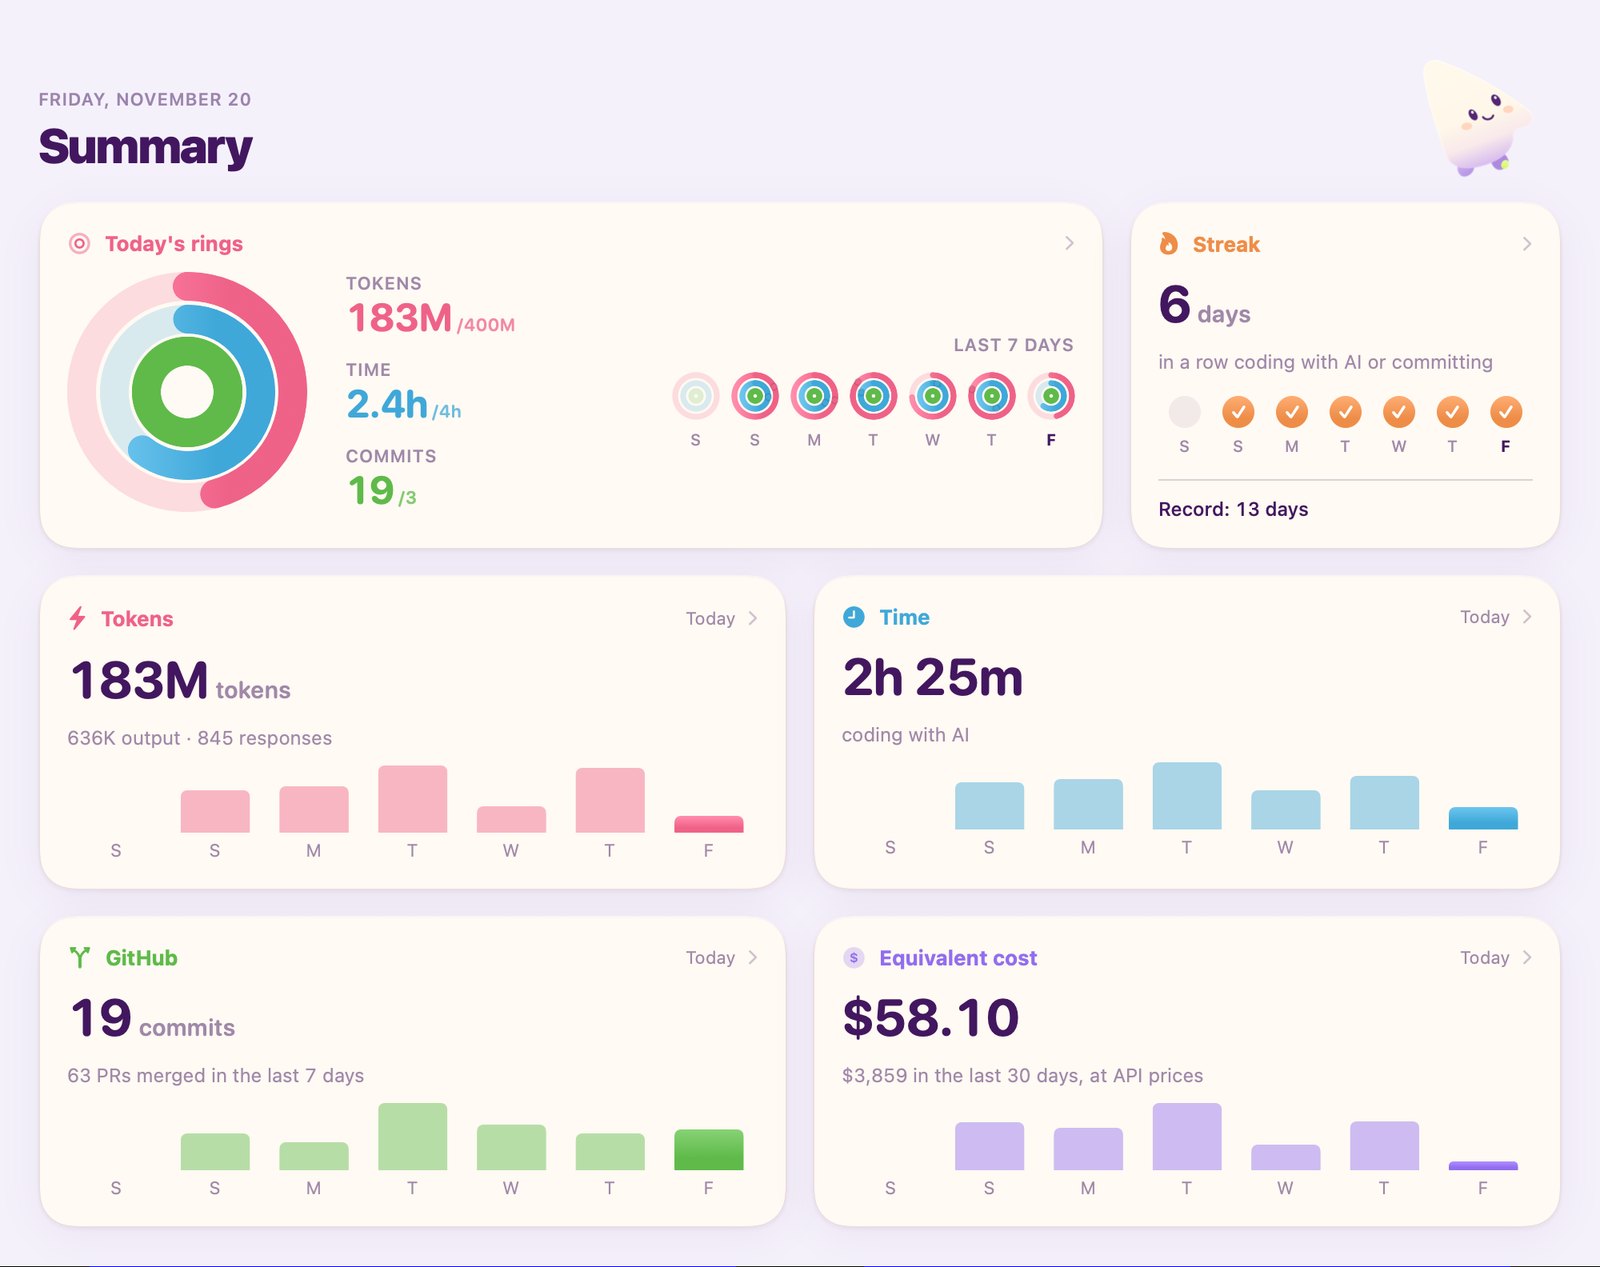 FRIDAY, NOVEMBER 20
Summary
Today's rings
TOKENS
183M /400M
TIME
2.4h /4h
COMMITS
19 /3
LAST 7 DAYS
S S M T W T F
Streak
6 days
in a row coding with AI or committing
S S M T W T F
Record: 13 days
Tokens
Today
183M tokens
636K output · 845 responses
S S M T W T F
Time
Today
2h 25m
coding with AI
S S M T W T F
GitHub
Today
19 commits
63 PRs merged in the last 7 days
S S M T W T F
$ Equivalent cost
Today
$58.10
$3,859 in the last 30 days, at API prices
S S M T W T F